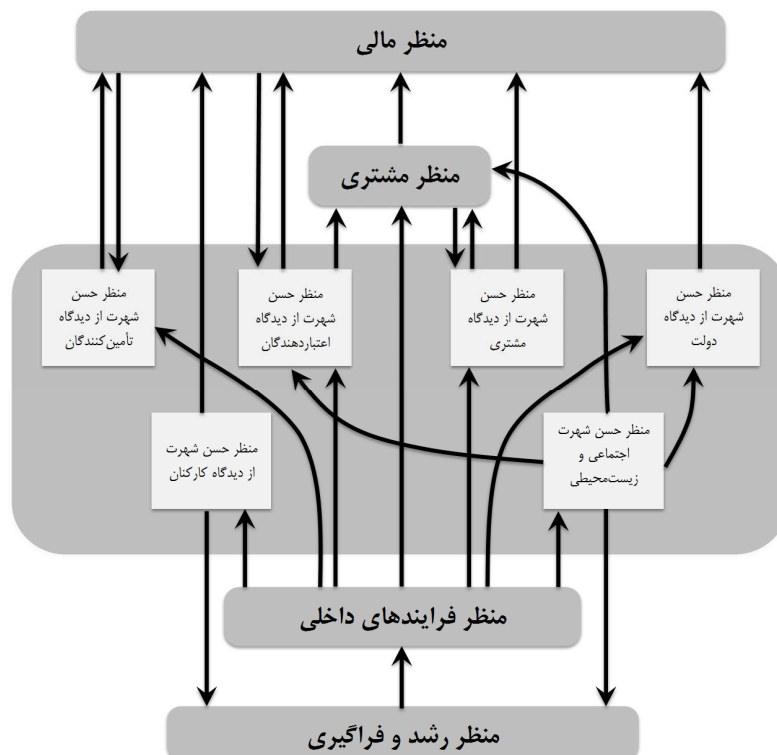 منظر مالی
منظر مشتری
منظر حسن
شهرت از دیدگاه
دولت
منظر حسن
شهرت از دیدگاه
مشتری
منظر حسن
شهرت از دیدگاه
اعتباردهندگان
منظر حسن
شهرت از دیدگاه
تأمین‌کنندگان
منظر حسن شهرت
اجتماعی و
زیست‌محیطی
منظر حسن شهرت
از دیدگاه کارکنان
منظر فرایندهای داخلی
منظر رشد و فراگیری